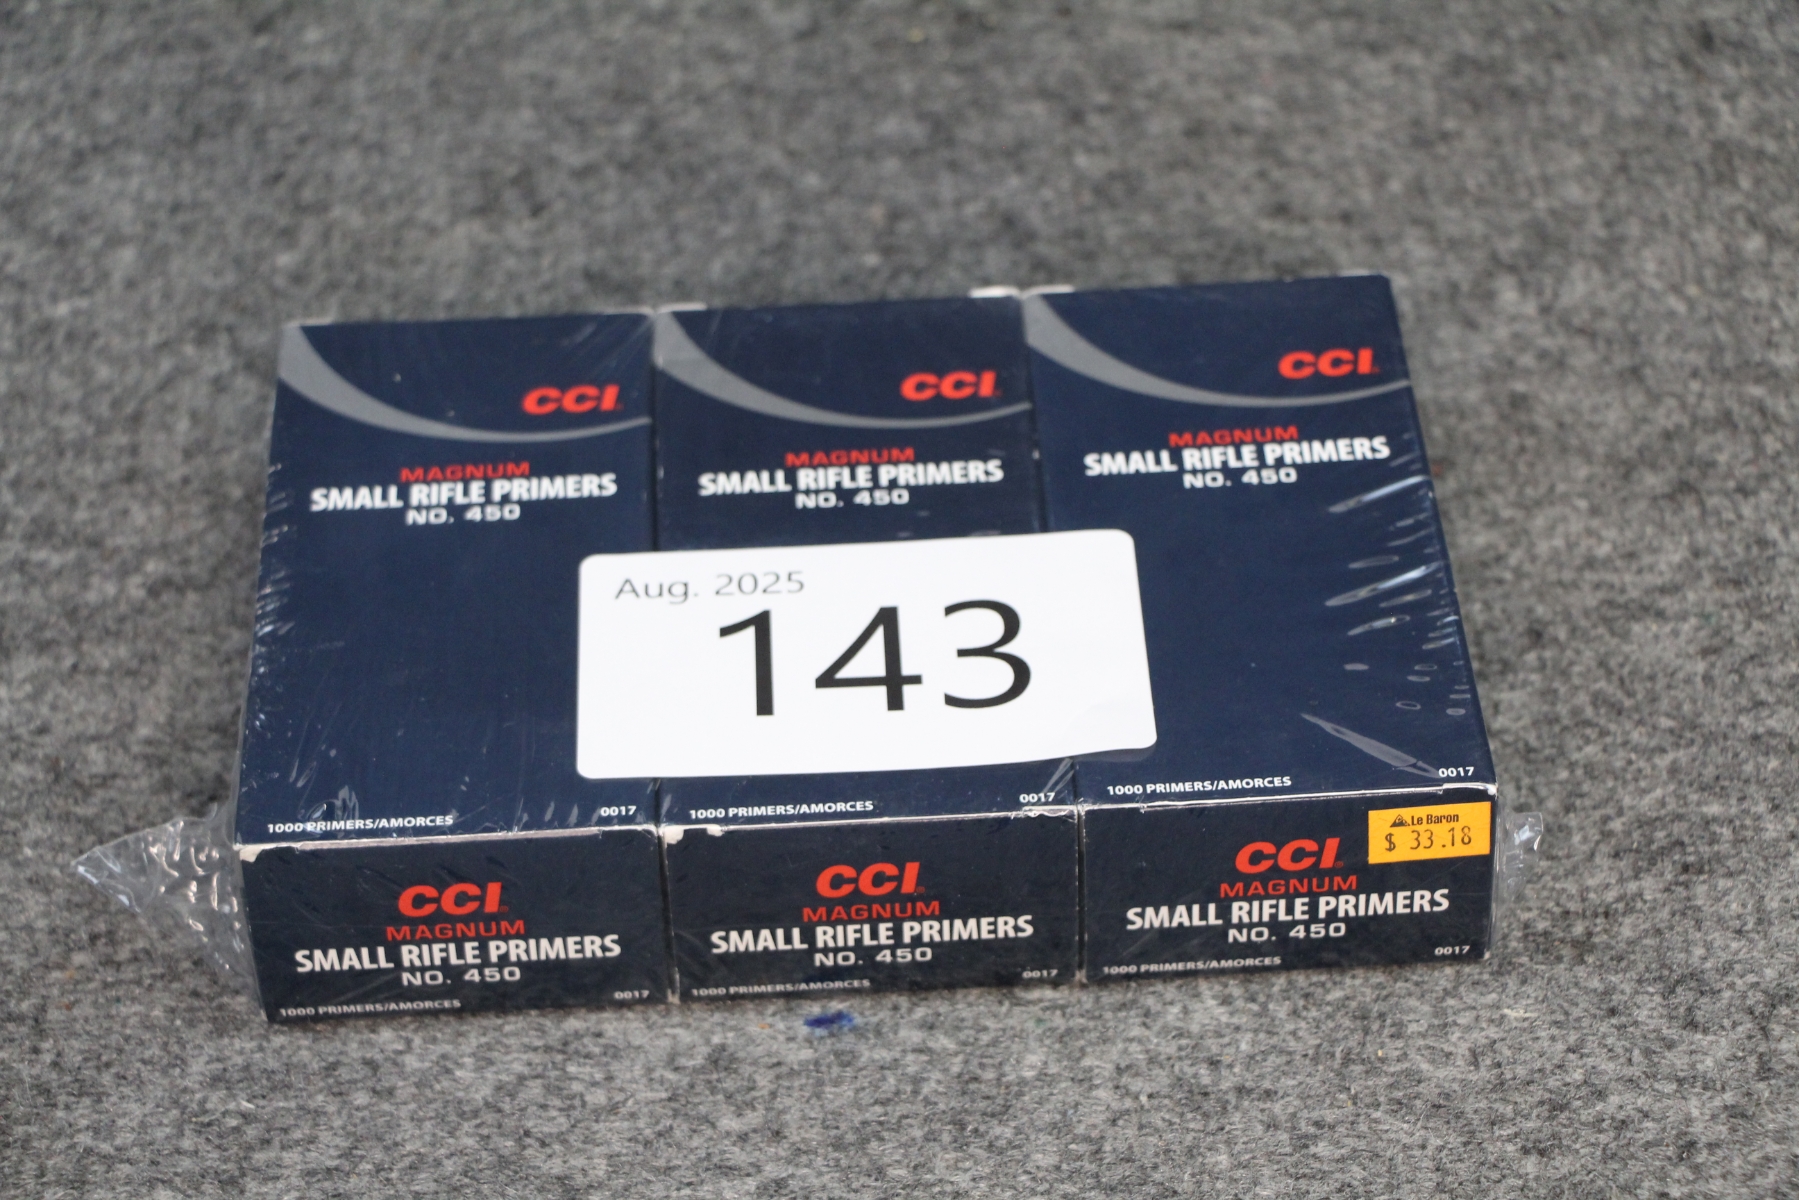 CCI
MAGNUM
SMALL RIFLE PRIMERS
NO. 450
CCI
MAGNUM
SMALL RIFLE PRIMERS
NO. 450
CCI
MAGNUM
SMALL RIFLE PRIMERS
NO. 450
Aug. 2025
143
1000 PRIMERS/AMORCES 0017
1000 PRIMERS/AMORCES 0017
1000 PRIMERS/AMORCES 0017
CCI
MAGNUM
SMALL RIFLE PRIMERS
NO. 450
1000 PRIMERS/AMORCES 0017
CCI
MAGNUM
SMALL RIFLE PRIMERS
NO. 450
1000 PRIMERS/AMORCES 0017
Le Baron
$ 33.18
CCI
MAGNUM
SMALL RIFLE PRIMERS
NO. 450
1000 PRIMERS/AMORCES 0017